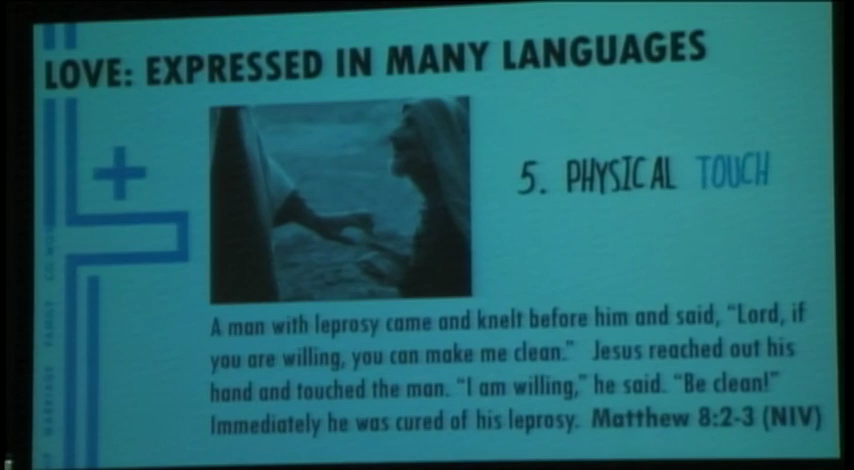 LOVE: EXPRESSED IN MANY LANGUAGES
5. PHYSICAL TOUCH
A man with leprosy came and knelt before him and said, “Lord, if
you are willing, you can make me clean.” Jesus reached out his
hand and touched the man. “I am willing,” he said. “Be clean!”
Immediately he was cured of his leprosy. Matthew 8:2-3 (NIV)
MARRIAGE FAMILY